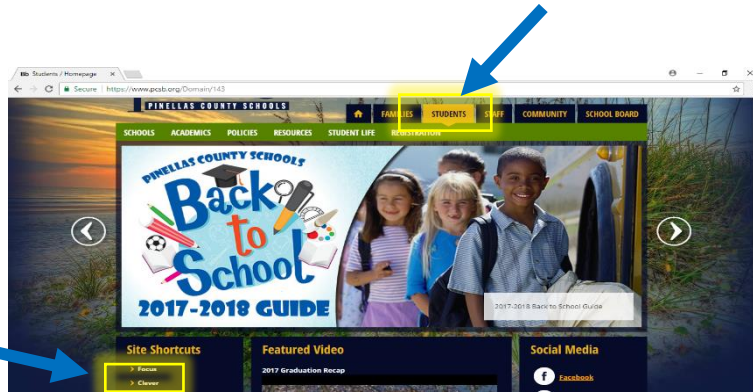 Students / Homepage
Secure | https://www.pcsb.org/Domain/143
PINELLAS COUNTY SCHOOLS
FAMILIES STUDENTS STAFF COMMUNITY SCHOOL BOARD
SCHOOLS ACADEMICS POLICIES RESOURCES STUDENT LIFE REGISTRATION
PINELLAS COUNTY SCHOOLS
Back
to
School
2017-2018 GUIDE
2017-2018 Back to School Guide
Site Shortcuts
Focus
Clever
Featured Video
2017 Graduation Recap
Social Media
f Facebook